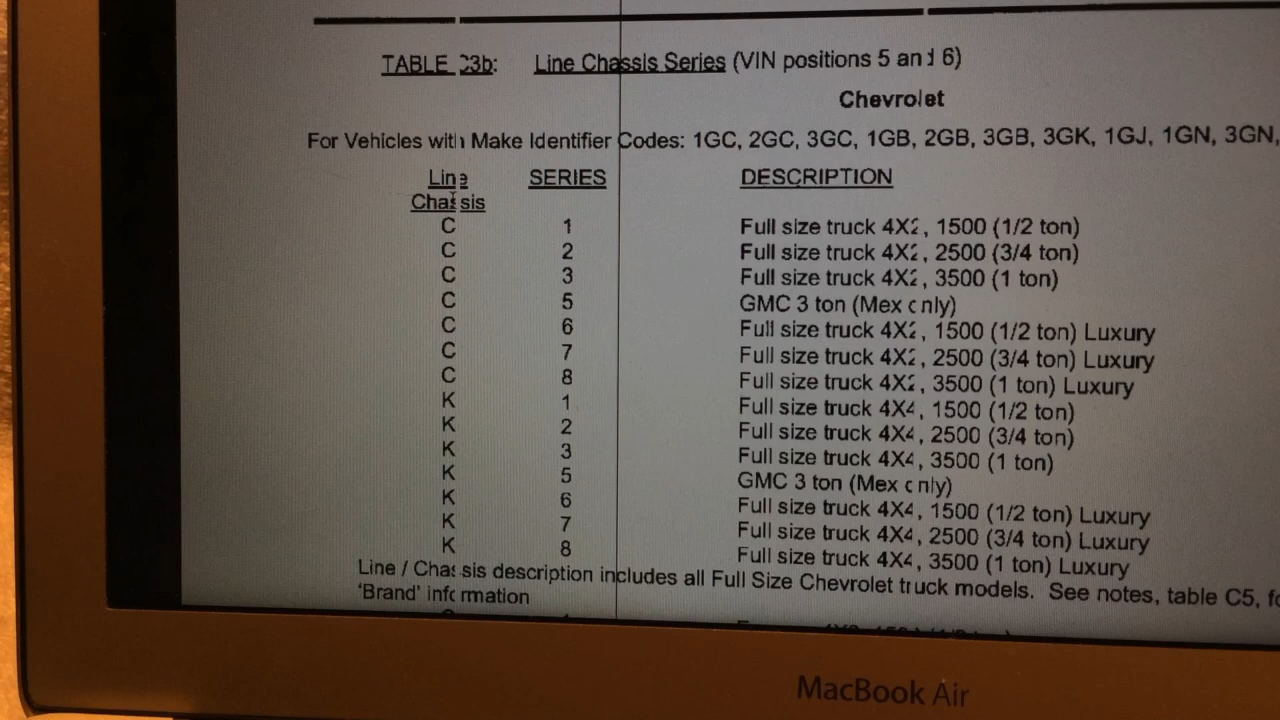 TABLE C3b: Line Chassis Series (VIN positions 5 and 6)
Chevrolet
For Vehicles with Make Identifier Codes: 1GC, 2GC, 3GC, 1GB, 2GB, 3GB, 3GK, 1GJ, 1GN, 3GN,
Line Chassis SERIES DESCRIPTION
C 1 Full size truck 4X2, 1500 (1/2 ton)
C 2 Full size truck 4X2, 2500 (3/4 ton)
C 3 Full size truck 4X2, 3500 (1 ton)
C 5 GMC 3 ton (Mex only)
C 6 Full size truck 4X2, 1500 (1/2 ton) Luxury
C 7 Full size truck 4X2, 2500 (3/4 ton) Luxury
C 8 Full size truck 4X2, 3500 (1 ton) Luxury
K 1 Full size truck 4X4, 1500 (1/2 ton)
K 2 Full size truck 4X4, 2500 (3/4 ton)
K 3 Full size truck 4X4, 3500 (1 ton)
K 5 GMC 3 ton (Mex only)
K 6 Full size truck 4X4, 1500 (1/2 ton) Luxury
K 7 Full size truck 4X4, 2500 (3/4 ton) Luxury
K 8 Full size truck 4X4, 3500 (1 ton) Luxury
Line / Chassis description includes all Full Size Chevrolet truck models. See notes, table C5,
'Brand' information
MacBook Air